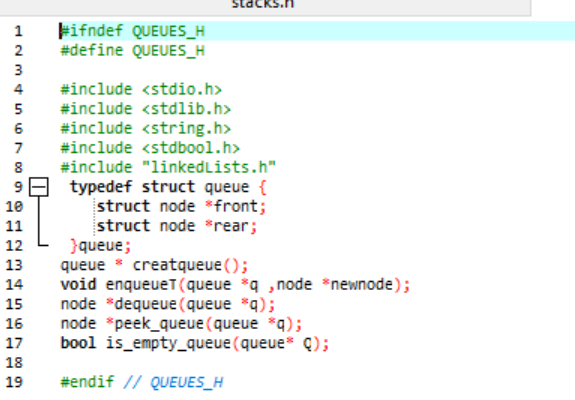 stacks.h
1 #ifndef QUEUES_H
2 #define QUEUES_H
3
4 #include <stdio.h>
5 #include <stdlib.h>
6 #include <string.h>
7 #include <stdbool.h>
8 #include "linkedLists.h"
9 typedef struct queue {
10 struct node *front;
11 struct node *rear;
12 }queue;
13 queue * creatqueue();
14 void enqueueT(queue *q ,node *newnode);
15 node *dequeue(queue *q);
16 node *peek_queue(queue *q);
17 bool is_empty_queue(queue* Q);
18
19 #endif // QUEUES_H